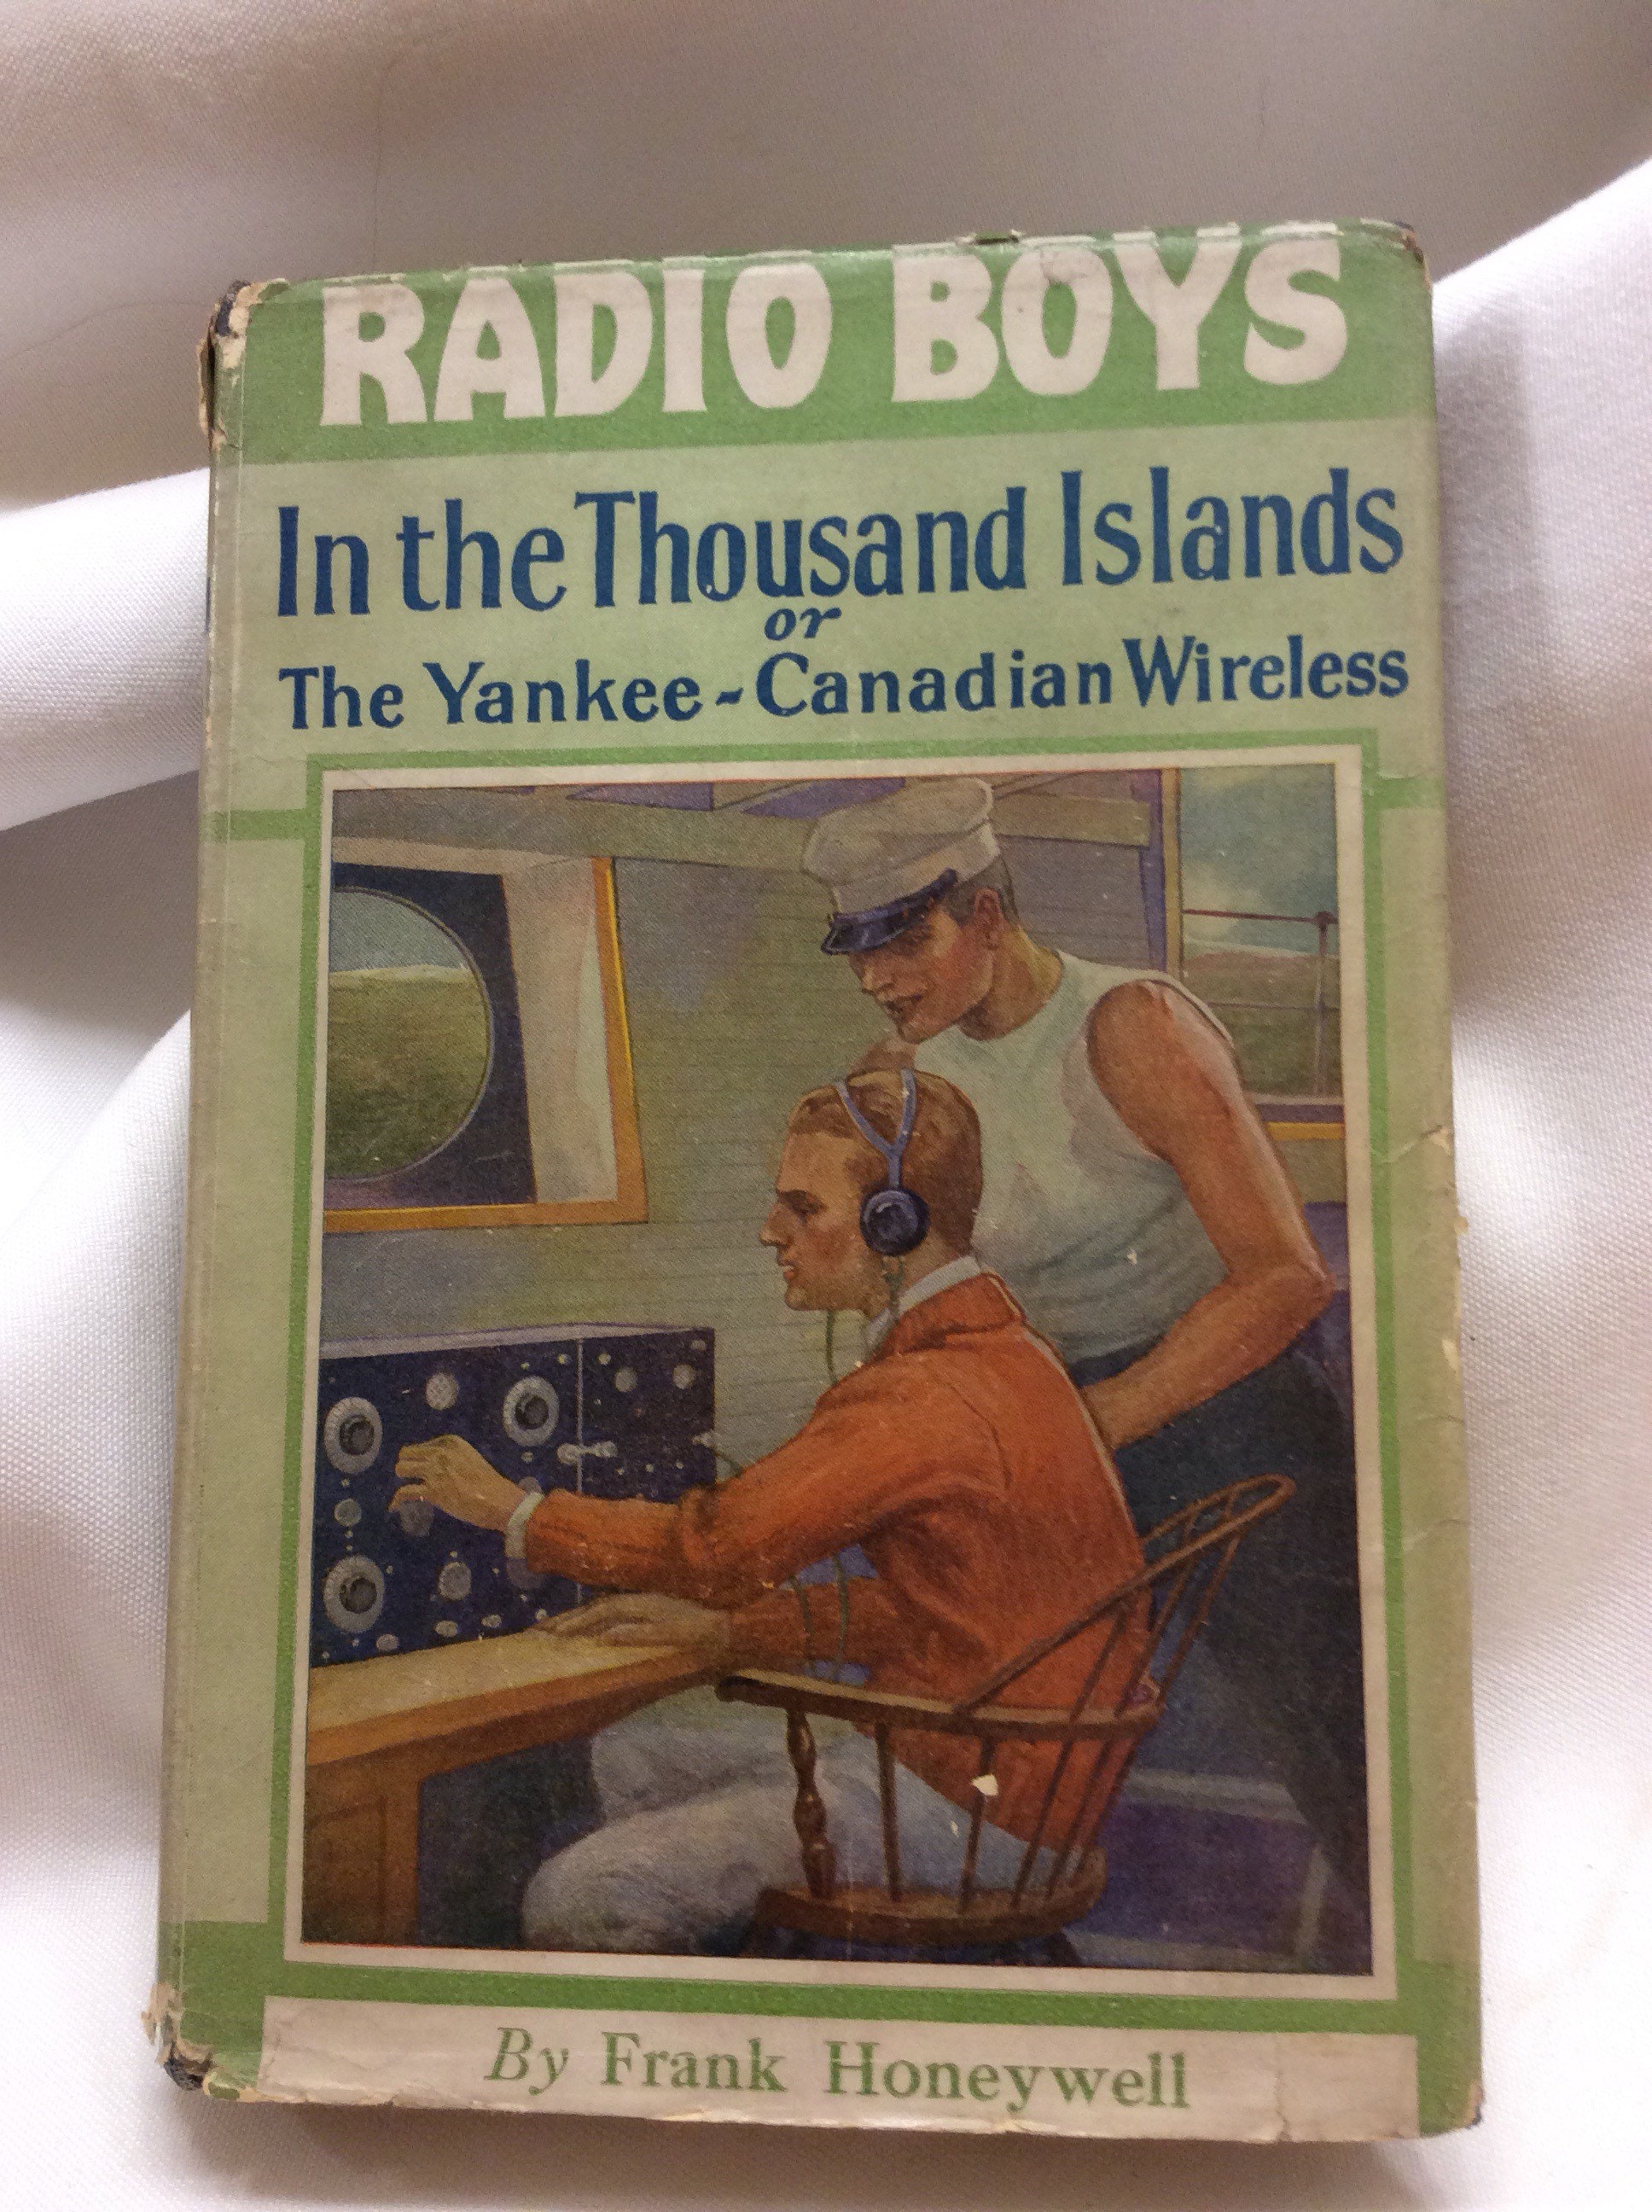 RADIO BOYS
In the Thousand Islands
or
The Yankee-Canadian Wireless
By Frank Honeywell